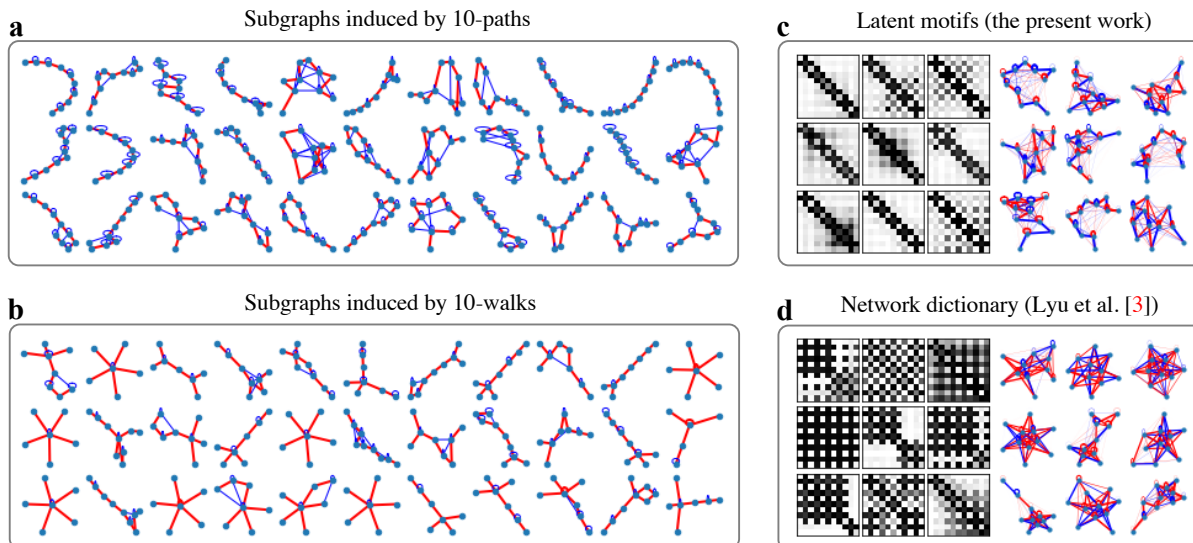 a
Subgraphs induced by 10-paths
c
Latent motifs (the present work)
b
Subgraphs induced by 10-walks
d
Network dictionary (Lyu et al. [3])